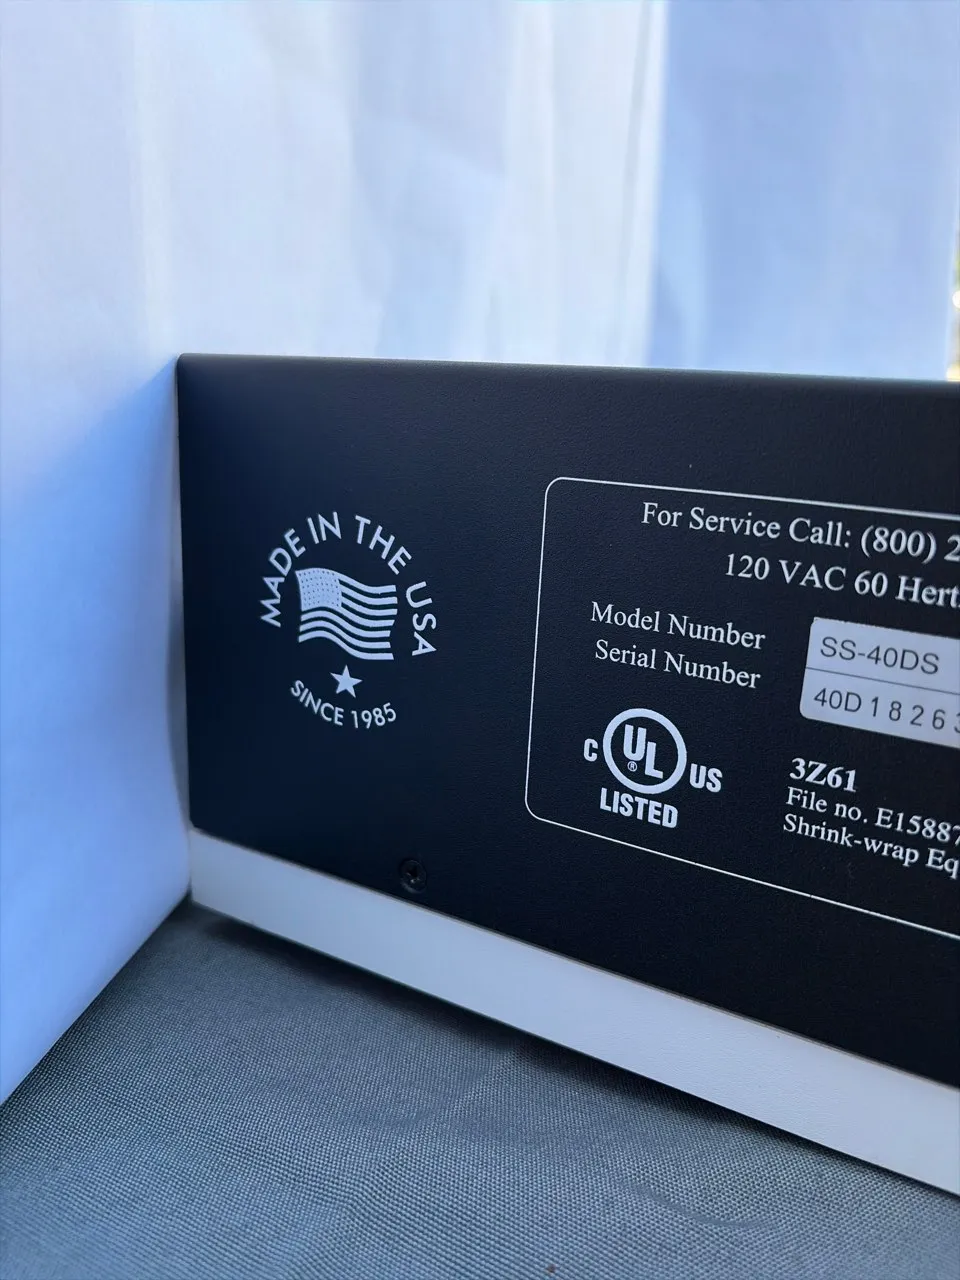 MADE IN THE USA
SINCE 1985
For Service Call: (800) 2
120 VAC 60 Hert
Model Number
SS-40DS
Serial Number
40D18263
C UL US
®
LISTED
3Z61
File no. E15887
Shrink-wrap Eq